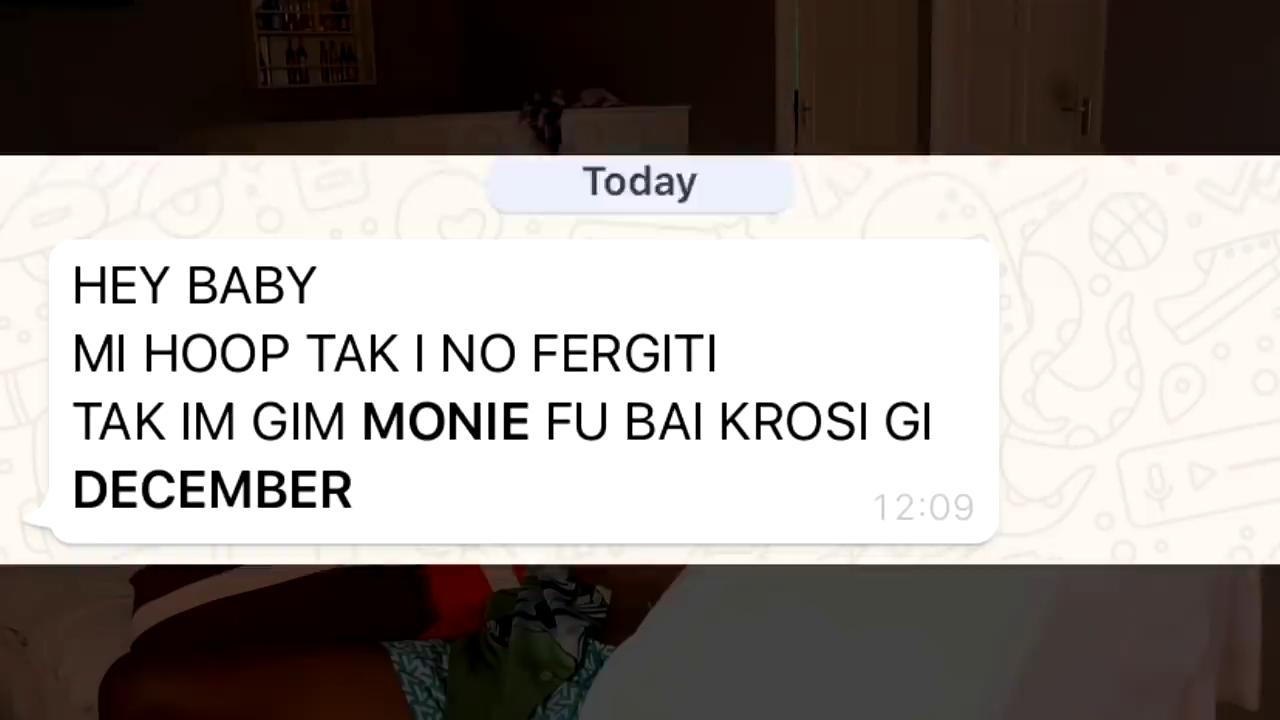 Today
HEY BABY
MI HOOP TAK I NO FERGITI
TAK IM GIM MONIE FU BAI KROSI GI
DECEMBER
12:09